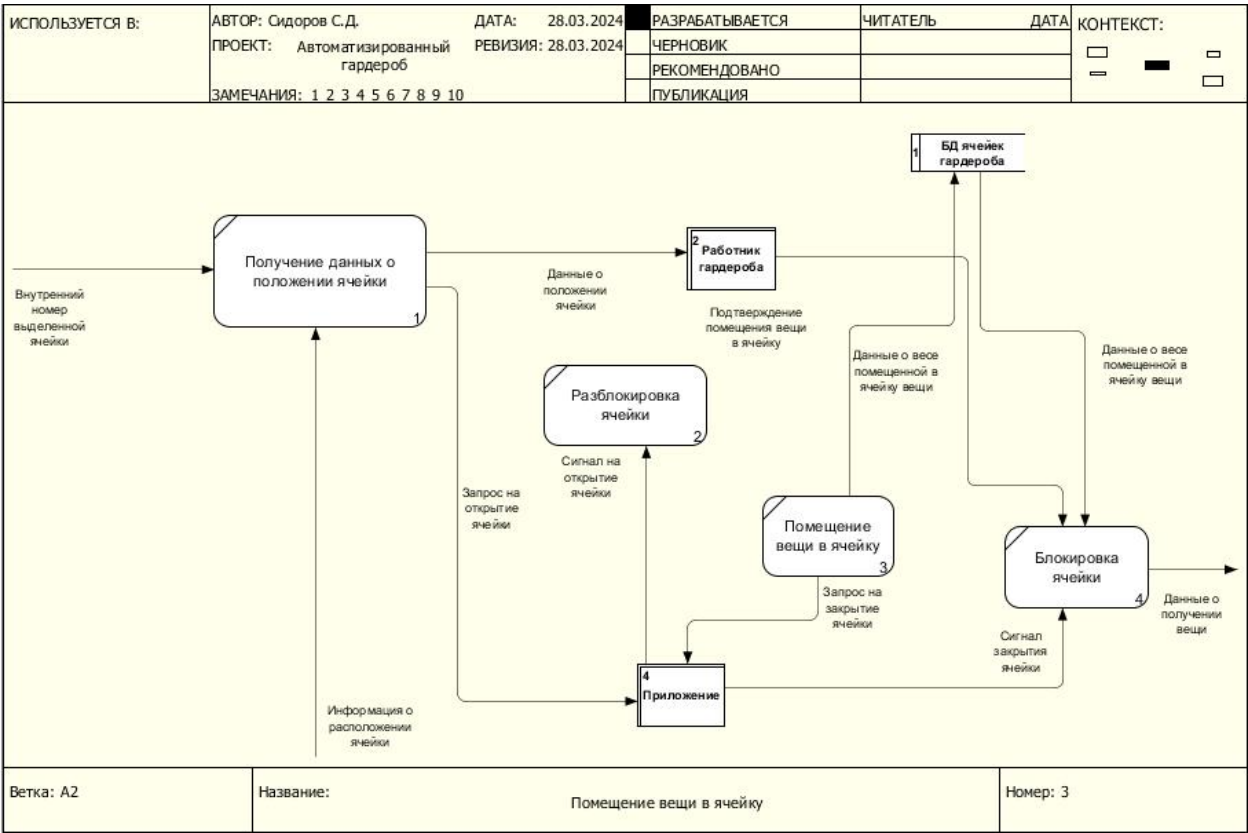 ИСПОЛЬЗУЕТСЯ В:
АВТОР: Сидоров С.Д.
ДАТА: 28.03.2024
ПРОЕКТ: Автоматизированный
гардероб
РЕВИЗИЯ: 28.03.2024
ЗАМЕЧАНИЯ: 1 2 3 4 5 6 7 8 9 10
РАЗРАБАТЫВАЕТСЯ
ЧЕРНОВИК
РЕКОМЕНДОВАНО
ПУБЛИКАЦИЯ
ЧИТАТЕЛЬ
ДАТА
КОНТЕКСТ:
1
БД ячейек
гардероба
Получение данных о
положении ячейки
1
2
Работник
гардероба
Внутренний
номер
выделенной
ячейки
Данные о
положении
ячейки
Подтверждение
помещения вещи
в ячейку
Данные о весе
помещенной в
ячейку вещи
Данные о весе
помещенной в
ячейку вещи
Разблокировка
ячейки
2
Сигнал на
открытие
ячейки
Запрос на
открытие
ячейки
Помещение
вещи в ячейку
3
Блокировка
ячейки
4
Запрос на
закрытие
ячейки
Данные о
получении
вещи
Сигнал
закрытия
ячейки
4
Приложение
Информация о
расположении
ячейки
Ветка: A2
Название:
Помещение вещи в ячейку
Номер: 3